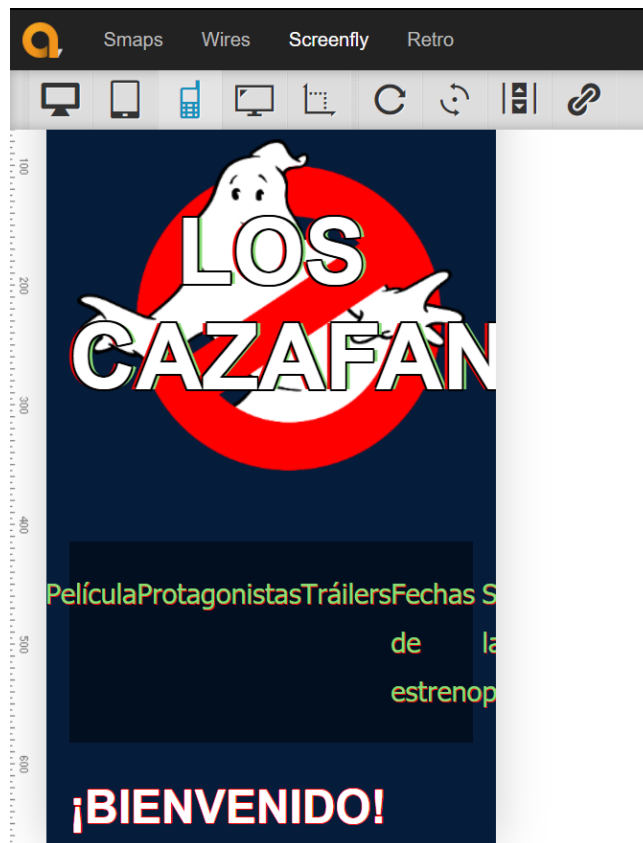 Smaps Wires Screenfly Retro
100
LOS
200
CAZAFAN
300
400
PelículaProtagonistasTráilersFechas S
de la
500
estrenop
600
¡BIENVENIDO!